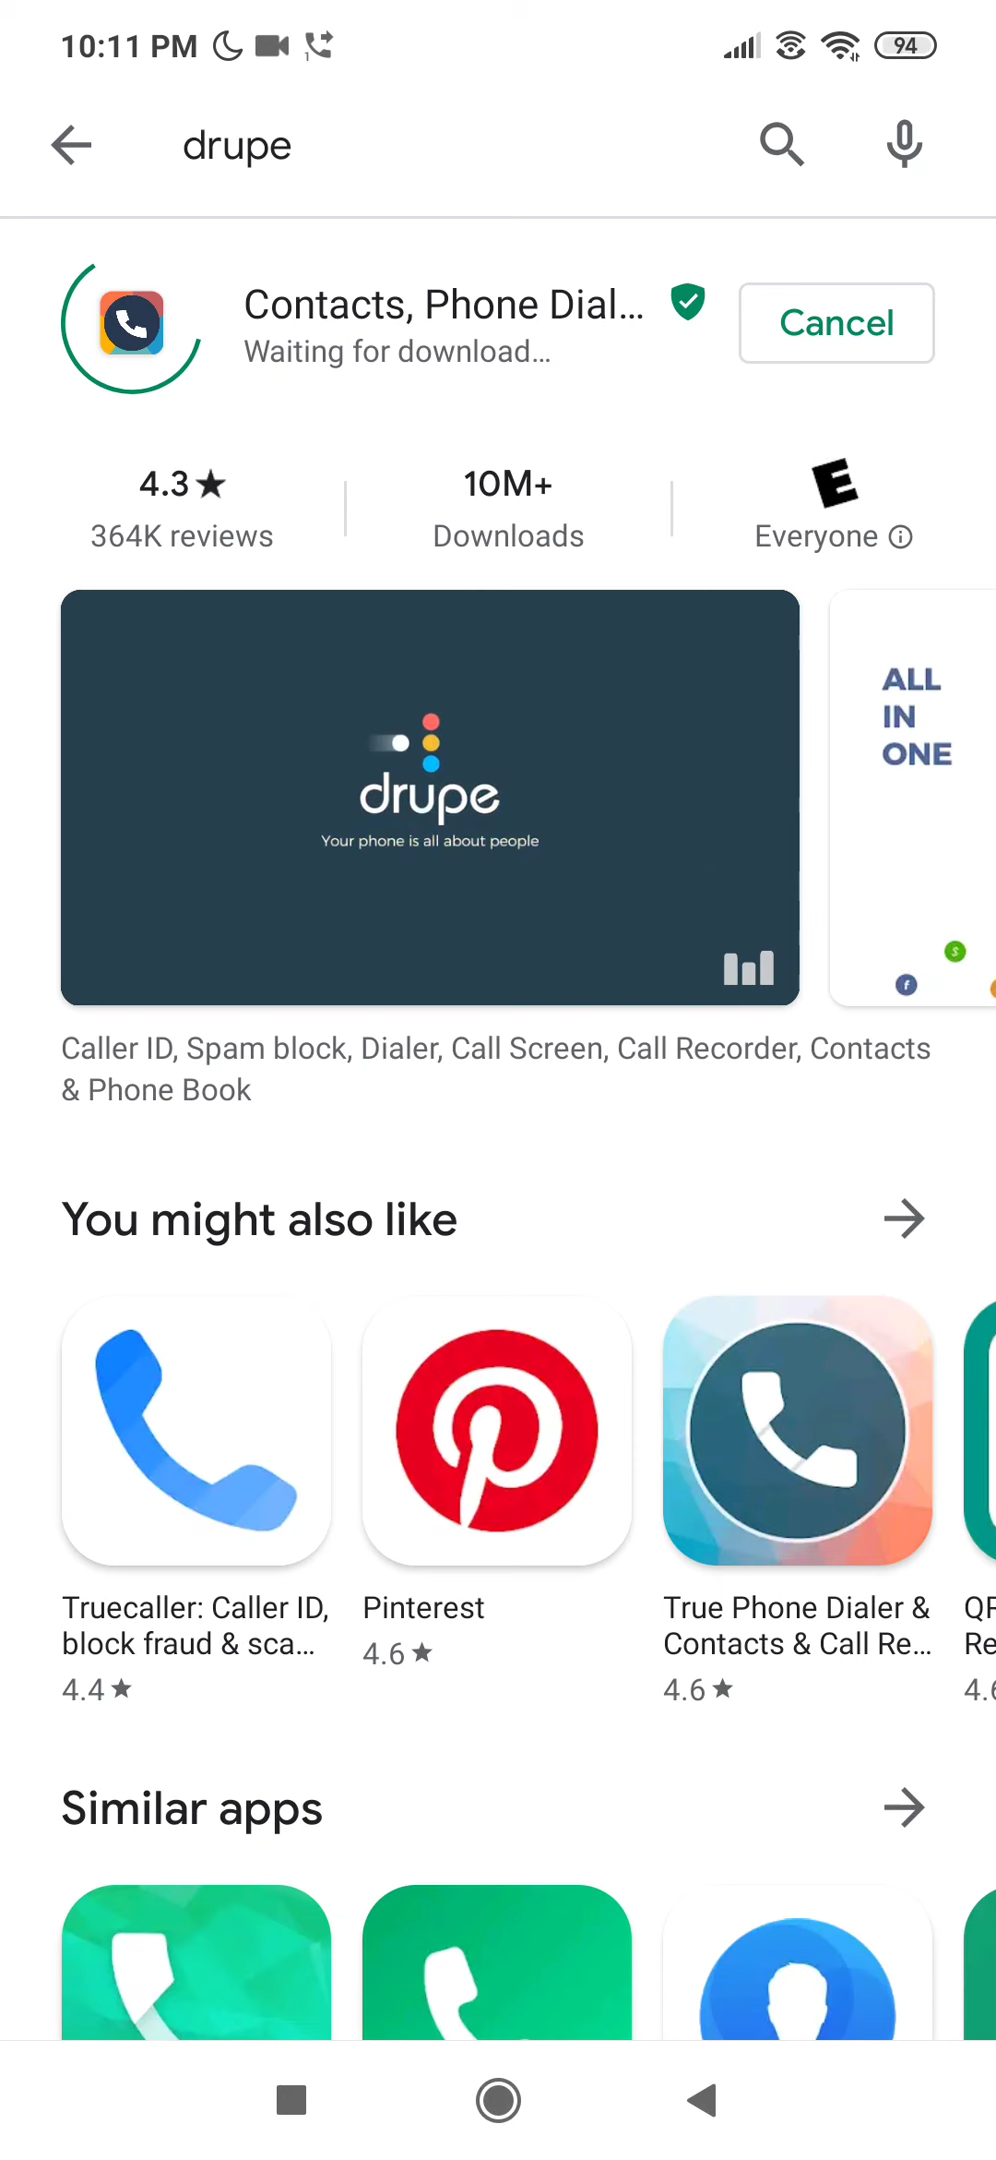 10:11 PM
94
drupe
Contacts, Phone Dial...
Waiting for download...
Cancel
4.3★
364K reviews
10M+
Downloads
E
Everyone
drupe
Your phone is all about people
ALL
IN
ONE
Caller ID, Spam block, Dialer, Call Screen, Call Recorder, Contacts
& Phone Book
You might also like
Truecaller: Caller ID,
block fraud & sca...
4.4★
Pinterest
4.6★
True Phone Dialer &
Contacts & Call Re...
4.6★
Similar apps